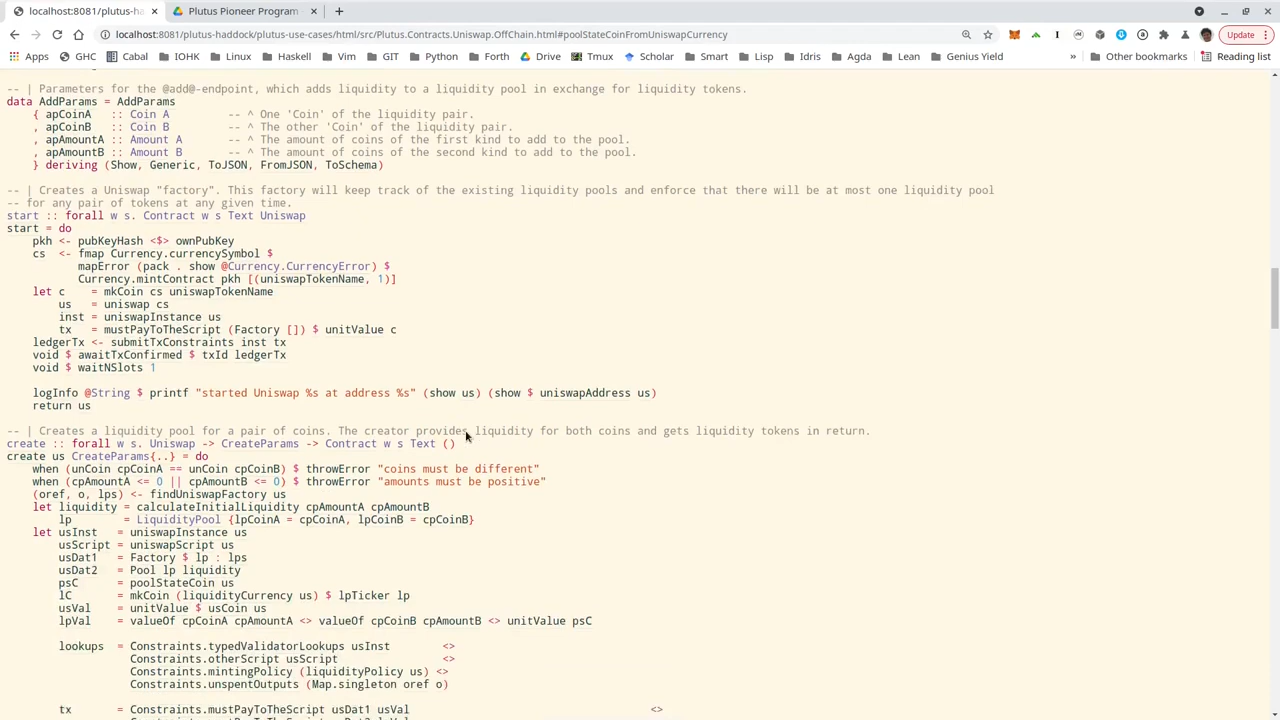 localhost:8081/plutus-ha
Plutus Pioneer Program
localhost:8081/plutus-haddock/plutus-use-cases/html/src/Plutus.Contracts.Uniswap.OffChain.html#poolStateCoinFromUniswapCurrency
Update
Apps GHC Cabal IOHK Linux Haskell Vim GIT Python Forth Drive Tmux Scholar Smart Lisp Idris Agda Lean Genius Yield » Other bookmarks Reading list
-- | Parameters for the @add@-endpoint, which adds liquidity to a liquidity pool in exchange for liquidity tokens.
data AddParams = AddParams
    { apCoinA   :: Coin A         -- ^ One 'Coin' of the liquidity pair.
    , apCoinB   :: Coin B         -- ^ The other 'Coin' of the liquidity pair.
    , apAmountA :: Amount A       -- ^ The amount of coins of the first kind to add to the pool.
    , apAmountB :: Amount B       -- ^ The amount of coins of the second kind to add to the pool.
    } deriving (Show, Generic, ToJSON, FromJSON, ToSchema)
-- | Creates a Uniswap "factory". This factory will keep track of the existing liquidity pools and enforce that there will be at most one liquidity pool
-- for any pair of tokens at any given time.
start :: forall w s. Contract w s Text Uniswap
start = do
    pkh <- pubKeyHash <$> ownPubKey
    cs  <- fmap Currency.currencySymbol $
           mapError (pack . show @Currency.CurrencyError) $
           Currency.mintContract pkh [(uniswapTokenName, 1)]
    let c    = mkCoin cs uniswapTokenName
        us   = uniswap cs
        inst = uniswapInstance us
        tx   = mustPayToTheScript (Factory []) $ unitValue c
    ledgerTx <- submitTxConstraints inst tx
    void $ awaitTxConfirmed $ txId ledgerTx
    void $ waitNSlots 1
    logInfo @String $ printf "started Uniswap %s at address %s" (show us) (show $ uniswapAddress us)
    return us
-- | Creates a liquidity pool for a pair of coins. The creator provides liquidity for both coins and gets liquidity tokens in return.
create :: forall w s. Uniswap -> CreateParams -> Contract w s Text ()
create us CreateParams{..} = do
    when (unCoin cpCoinA == unCoin cpCoinB) $ throwError "coins must be different"
    when (cpAmountA <= 0 || cpAmountB <= 0) $ throwError "amounts must be positive"
    (oref, o, lps) <- findUniswapFactory us
    let liquidity = calculateInitialLiquidity cpAmountA cpAmountB
        lp        = LiquidityPool {lpCoinA = cpCoinA, lpCoinB = cpCoinB}
    let usInst   = uniswapInstance us
        usScript = uniswapScript us
        usDat1   = Factory $ lp : lps
        usDat2   = Pool lp liquidity
        psC      = poolStateCoin us
        lC       = mkCoin (liquidityCurrency us) $ lpTicker lp
        usVal    = unitValue $ usCoin us
        lpVal    = valueOf cpCoinA cpAmountA <> valueOf cpCoinB cpAmountB <> unitValue psC
        lookups  = Constraints.typedValidatorLookups usInst        <>
                   Constraints.otherScript usScript                <>
                   Constraints.mintingPolicy (liquidityPolicy us) <>
                   Constraints.unspentOutputs (Map.singleton oref o)
        tx       = Constraints.mustPayToTheScript usDat1 usVal                                     <>